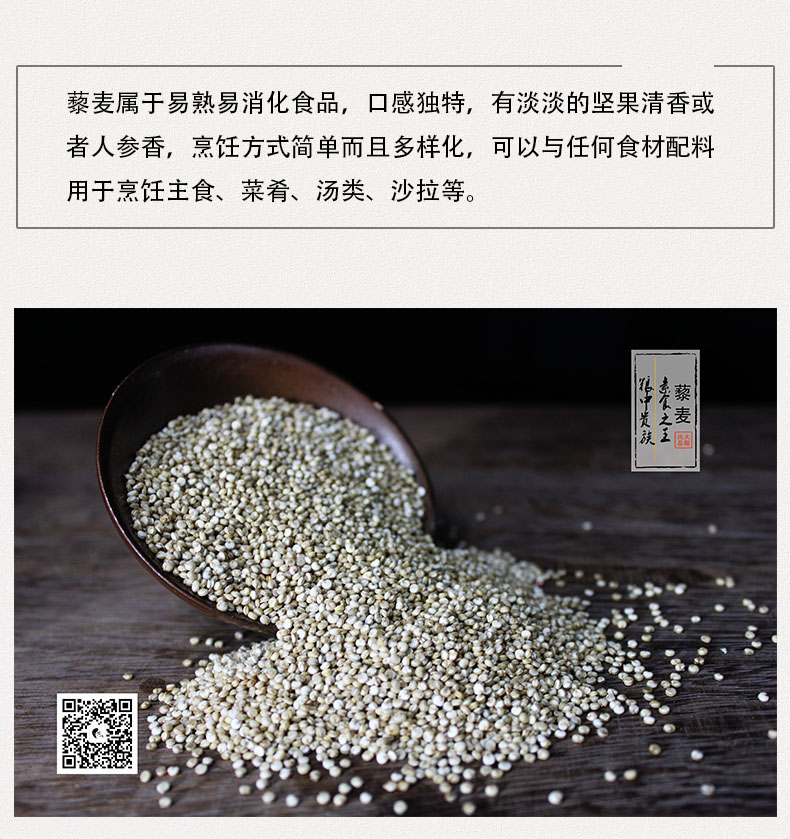 藜麦属于易熟易消化食品，口感独特，有淡淡的坚果清香或
者人参香，烹饪方式简单而且多样化，可以与任何食材配料
用于烹饪主食、菜肴、汤类、沙拉等。
藜麦
素食之王
粮中贵族